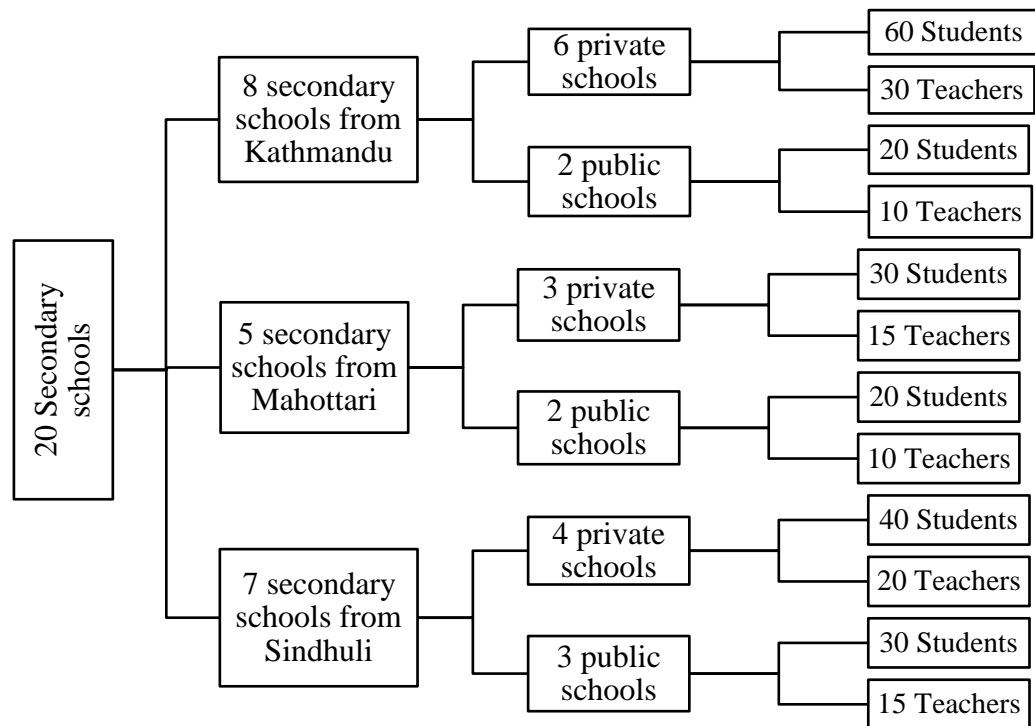 20 Secondary
schools
8 secondary
schools from
Kathmandu
6 private
schools
60 Students
30 Teachers
2 public
schools
20 Students
10 Teachers
5 secondary
schools from
Mahottari
3 private
schools
30 Students
15 Teachers
2 public
schools
20 Students
10 Teachers
7 secondary
schools from
Sindhuli
4 private
schools
40 Students
20 Teachers
3 public
schools
30 Students
15 Teachers